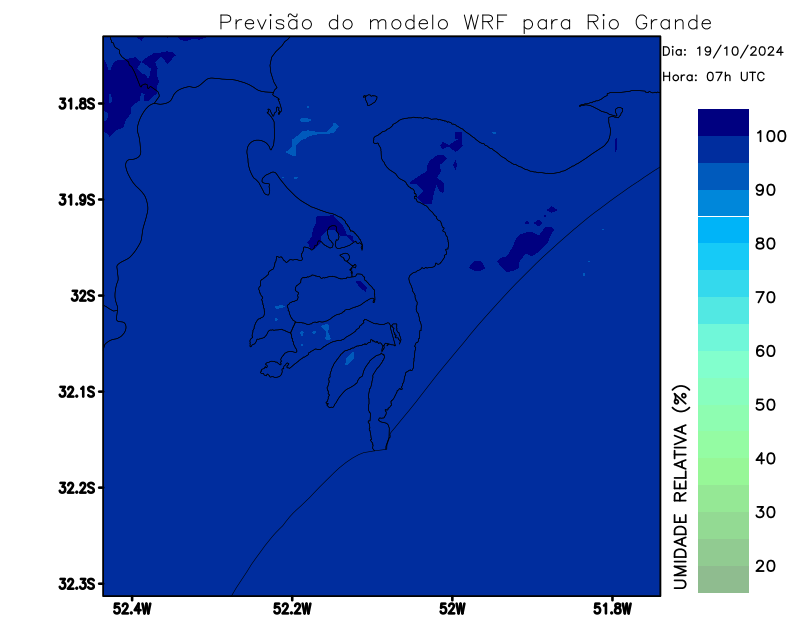 Previsão do modelo WRF para Rio Grande
Dia: 19/10/2024
Hora: 07h UTC
31.8S
31.9S
32S
32.1S
32.2S
32.3S
52.4W
52.2W
52W
51.8W
UMIDADE RELATIVA (%)
100
90
80
70
60
50
40
30
20